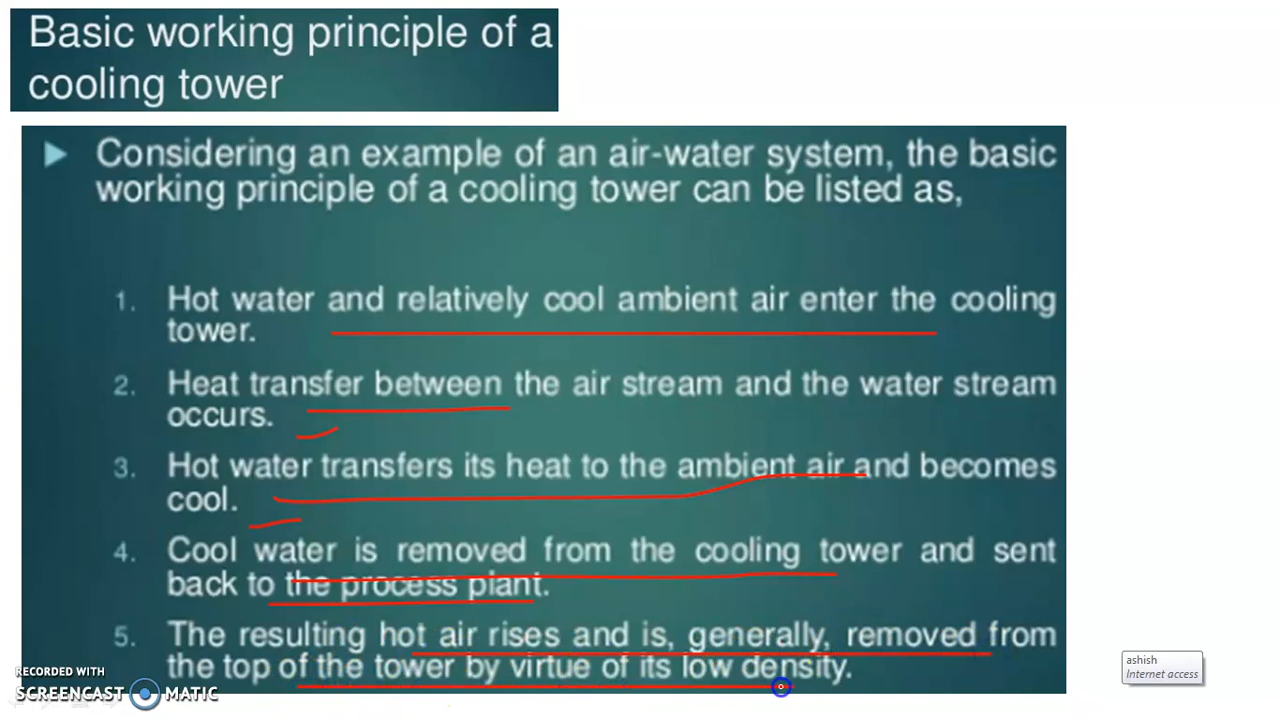 Basic working principle of a
cooling tower
Considering an example of an air-water system, the basic
working principle of a cooling tower can be listed as,
1. Hot water and relatively cool ambient air enter the cooling
tower.
2. Heat transfer between the air stream and the water stream
occurs.
3. Hot water transfers its heat to the ambient air and becomes
cool.
4. Cool water is removed from the cooling tower and sent
back to the process plant.
5. The resulting hot air rises and is, generally, removed from
the top of the tower by virtue of its low density.
RECORDED WITH
SCREENCAST MATIC
ashish
Internet access